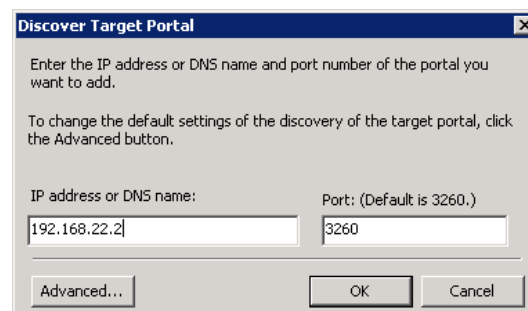 Discover Target Portal
Enter the IP address or DNS name and port number of the portal you
want to add.
To change the default settings of the discovery of the target portal, click
the Advanced button.
IP address or DNS name:
Port: (Default is 3260.)
192.168.22.2
3260
Advanced...
OK
Cancel